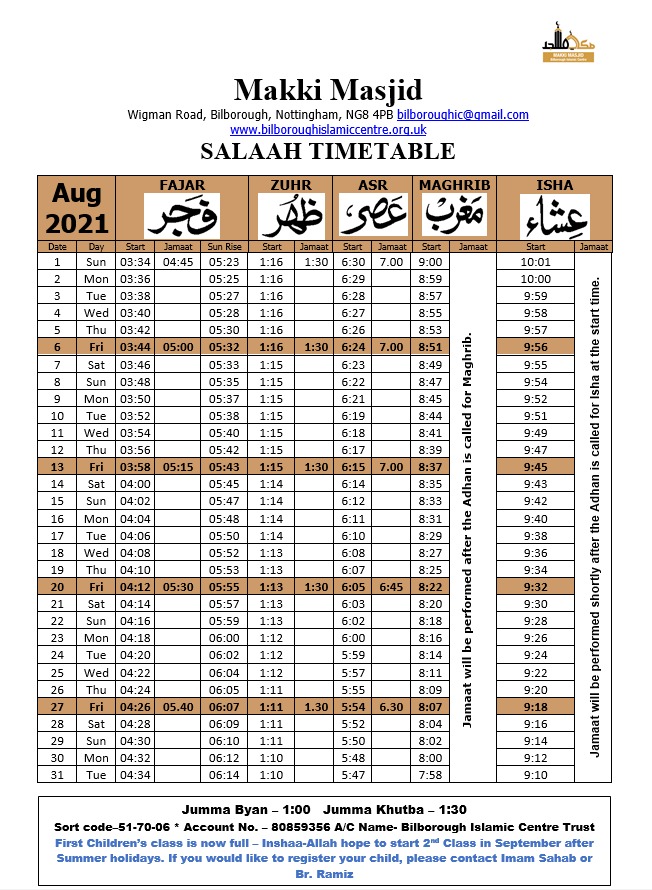 مكي مسجد
MAKKI MASJID
Bilborough Islamic Centre
Makki Masjid
Wigman Road, Bilborough, Nottingham, NG8 4PB bilboroughic@gmail.com
www.bilboroughislamiccentre.org.uk
SALAAH TIMETABLE
Aug 2021 FAJAR ZUHR ASR MAGHRIB ISHA
فَجَر ظُهر عَصر مَغرب عِشاء
Date Day Start Jamaat Sun Rise Start Jamaat Start Jamaat Start Jamaat Start Jamaat
1 Sun 03:34 04:45 05:23 1:16 1:30 6:30 7.00 9:00 10:01
2 Mon 03:36 05:25 1:16 6:29 8:59 10:00
3 Tue 03:38 05:27 1:16 6:28 8:57 9:59
4 Wed 03:40 05:28 1:16 6:27 8:55 9:58
5 Thu 03:42 05:30 1:16 6:26 8:53 9:57
6 Fri 03:44 05:00 05:32 1:16 1:30 6:24 7.00 8:51 9:56
7 Sat 03:46 05:33 1:15 6:23 8:49 9:55
8 Sun 03:48 05:35 1:15 6:22 8:47 9:54
9 Mon 03:50 05:37 1:15 6:21 8:45 9:52
10 Tue 03:52 05:38 1:15 6:19 8:44 9:51
11 Wed 03:54 05:40 1:15 6:18 8:41 9:49
12 Thu 03:56 05:42 1:15 6:17 8:39 9:47
13 Fri 03:58 05:15 05:43 1:15 1:30 6:15 7.00 8:37 9:45
14 Sat 04:00 05:45 1:14 6:14 8:35 9:43
15 Sun 04:02 05:47 1:14 6:12 8:33 9:42
16 Mon 04:04 05:48 1:14 6:11 8:31 9:40
17 Tue 04:06 05:50 1:14 6:10 8:29 9:38
18 Wed 04:08 05:52 1:13 6:08 8:27 9:36
19 Thu 04:10 05:53 1:13 6:07 8:25 9:34
20 Fri 04:12 05:30 05:55 1:13 1:30 6:05 6:45 8:22 9:32
21 Sat 04:14 05:57 1:13 6:03 8:20 9:30
22 Sun 04:16 05:59 1:13 6:02 8:18 9:28
23 Mon 04:18 06:00 1:12 6:00 8:16 9:26
24 Tue 04:20 06:02 1:12 5:59 8:14 9:24
25 Wed 04:22 06:04 1:12 5:57 8:11 9:22
26 Thu 04:24 06:05 1:11 5:55 8:09 9:20
27 Fri 04:26 05.40 06:07 1:11 1.30 5:54 6.30 8:07 9:18
28 Sat 04:28 06:09 1:11 5:52 8:04 9:16
29 Sun 04:30 06:10 1:11 5:50 8:02 9:14
30 Mon 04:32 06:12 1:10 5:48 8:00 9:12
31 Tue 04:34 06:14 1:10 5:47 7:58 9:10
Jamaat will be performed after the Adhan is called for Maghrib.
Jamaat will be performed shortly after the Adhan is called for Isha at the start time.
Jumma Byan – 1:00 Jumma Khutba – 1:30
Sort code–51-70-06 * Account No. – 80859356 A/C Name- Bilborough Islamic Centre Trust
First Children’s class is now full – Inshaa-Allah hope to start 2nd Class in September after
Summer holidays. If you would like to register your child, please contact Imam Sahab or
Br. Ramiz